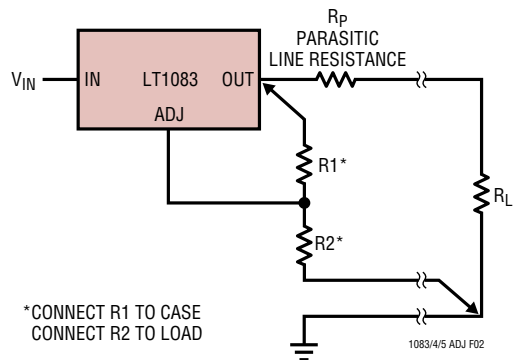 RP
PARASITIC
LINE RESISTANCE
VIN
IN
LT1083
OUT
ADJ
R1*
RL
R2*
*CONNECT R1 TO CASE
CONNECT R2 TO LOAD
1083/4/5 ADJ F02